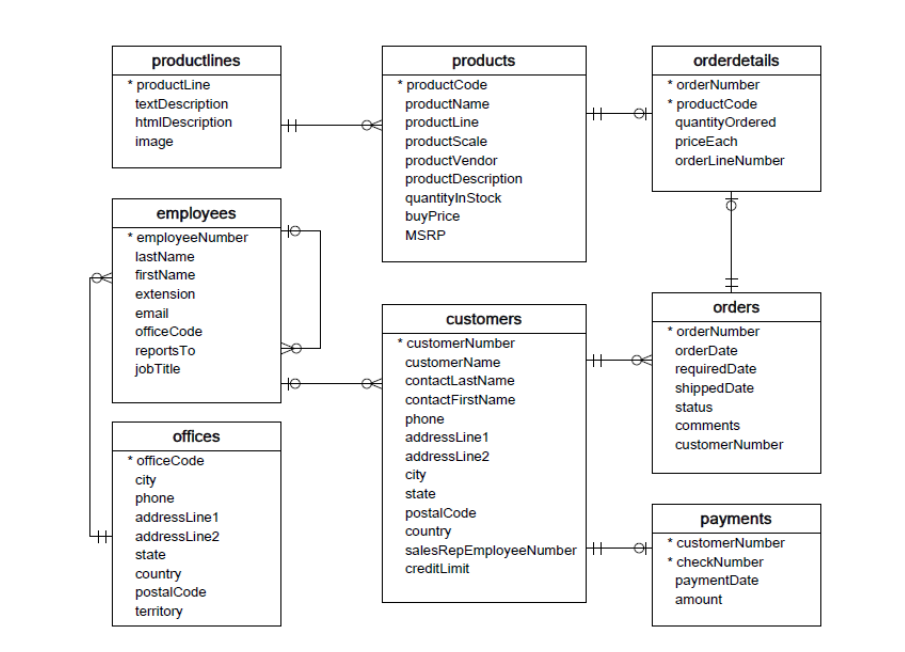 productlines
* productLine
textDescription
htmlDescription
image
products
* productCode
productName
productLine
productScale
productVendor
productDescription
quantityInStock
buyPrice
MSRP
orderdetails
* orderNumber
* productCode
quantityOrdered
priceEach
orderLineNumber
employees
* employeeNumber
lastName
firstName
extension
email
officeCode
reportsTo
jobTitle
customers
* customerNumber
customerName
contactLastName
contactFirstName
phone
addressLine1
addressLine2
city
state
postalCode
country
salesRepEmployeeNumber
creditLimit
orders
* orderNumber
orderDate
requiredDate
shippedDate
status
comments
customerNumber
offices
* officeCode
city
phone
addressLine1
addressLine2
state
country
postalCode
territory
payments
* customerNumber
* checkNumber
paymentDate
amount